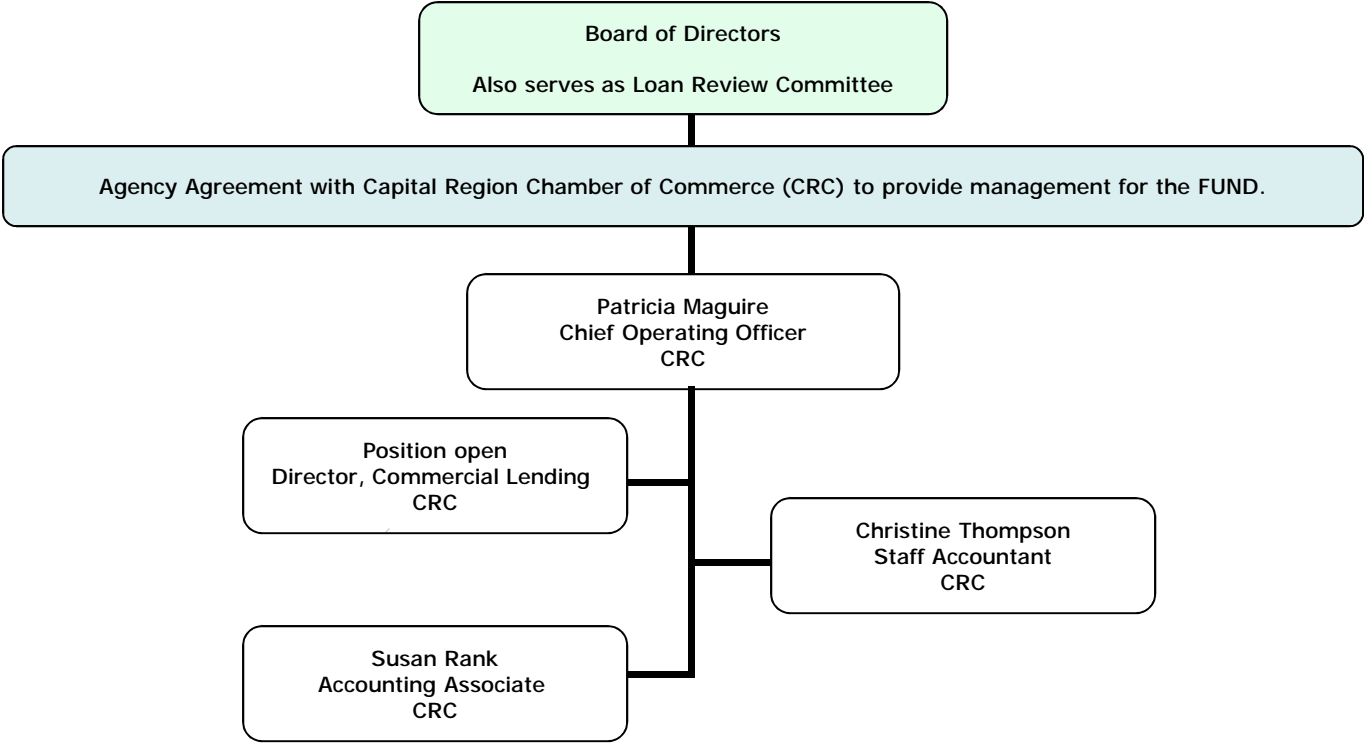 Board of Directors
Also serves as Loan Review Committee
Agency Agreement with Capital Region Chamber of Commerce (CRC) to provide management for the FUND.
Patricia Maguire
Chief Operating Officer
CRC
Position open
Director, Commercial Lending
CRC
Christine Thompson
Staff Accountant
CRC
Susan Rank
Accounting Associate
CRC